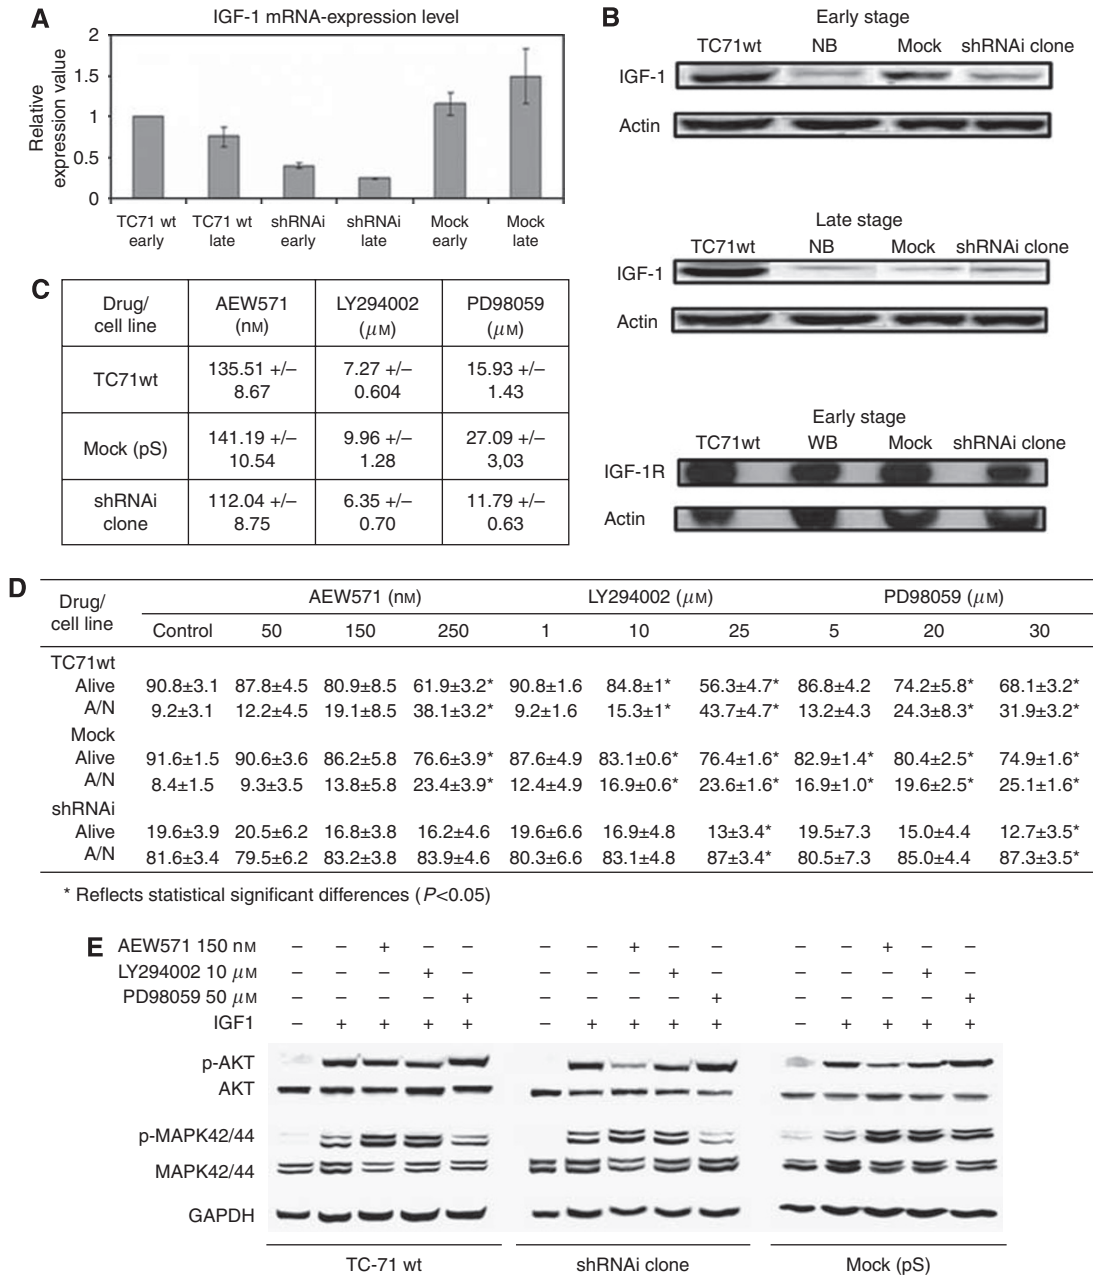 A
IGF-1 mRNA-expression level
Relative
expression value
2
1.5
1
0.5
0
TC71 wt early
TC71 wt late
shRNAi early
shRNAi late
Mock early
Mock late
B
Early stage
TC71wt NB Mock shRNAi clone
IGF-1
Actin
Late stage
TC71wt NB Mock shRNAi clone
IGF-1
Actin
Early stage
TC71wt WB Mock shRNAi clone
IGF-1R
Actin
C
Drug/ cell line AEW571 (nM) LY294002 (μM) PD98059 (μM)
TC71wt 135.51 +/– 8.67 7.27 +/– 0.604 15.93 +/– 1.43
Mock (pS) 141.19 +/– 10.54 9.96 +/– 1.28 27.09 +/– 3,03
shRNAi clone 112.04 +/– 8.75 6.35 +/– 0.70 11.79 +/– 0.63
D
Drug/ cell line AEW571 (nM) LY294002 (μM) PD98059 (μM)
Control 50 150 250 1 10 25 5 20 30
TC71wt
Alive 90.8±3.1 87.8±4.5 80.9±8.5 61.9±3.2* 90.8±1.6 84.8±1* 56.3±4.7* 86.8±4.2 74.2±5.8* 68.1±3.2*
A/N 9.2±3.1 12.2±4.5 19.1±8.5 38.1±3.2* 9.2±1.6 15.3±1* 43.7±4.7* 13.2±4.3 24.3±8.3* 31.9±3.2*
Mock
Alive 91.6±1.5 90.6±3.6 86.2±5.8 76.6±3.9* 87.6±4.9 83.1±0.6* 76.4±1.6* 82.9±1.4* 80.4±2.5* 74.9±1.6*
A/N 8.4±1.5 9.3±3.5 13.8±5.8 23.4±3.9* 12.4±4.9 16.9±0.6* 23.6±1.6* 16.9±1.0* 19.6±2.5* 25.1±1.6*
shRNAi
Alive 19.6±3.9 20.5±6.2 16.8±3.8 16.2±4.6 19.6±6.6 16.9±4.8 13±3.4* 19.5±7.3 15.0±4.4 12.7±3.5*
A/N 81.6±3.4 79.5±6.2 83.2±3.8 83.9±4.6 80.3±6.6 83.1±4.8 87±3.4* 80.5±7.3 85.0±4.4 87.3±3.5*
* Reflects statistical significant differences (P<0.05)
E
AEW571 150 nM – – + – – – – + – – – – + – –
LY294002 10 μM – – – + – – – – + – – – – + –
PD98059 50 μM – – – – + – – – – + – – – – +
IGF1 – + + + + – + + + + – + + + +
p-AKT
AKT
p-MAPK42/44
MAPK42/44
GAPDH
TC-71 wt shRNAi clone Mock (pS)